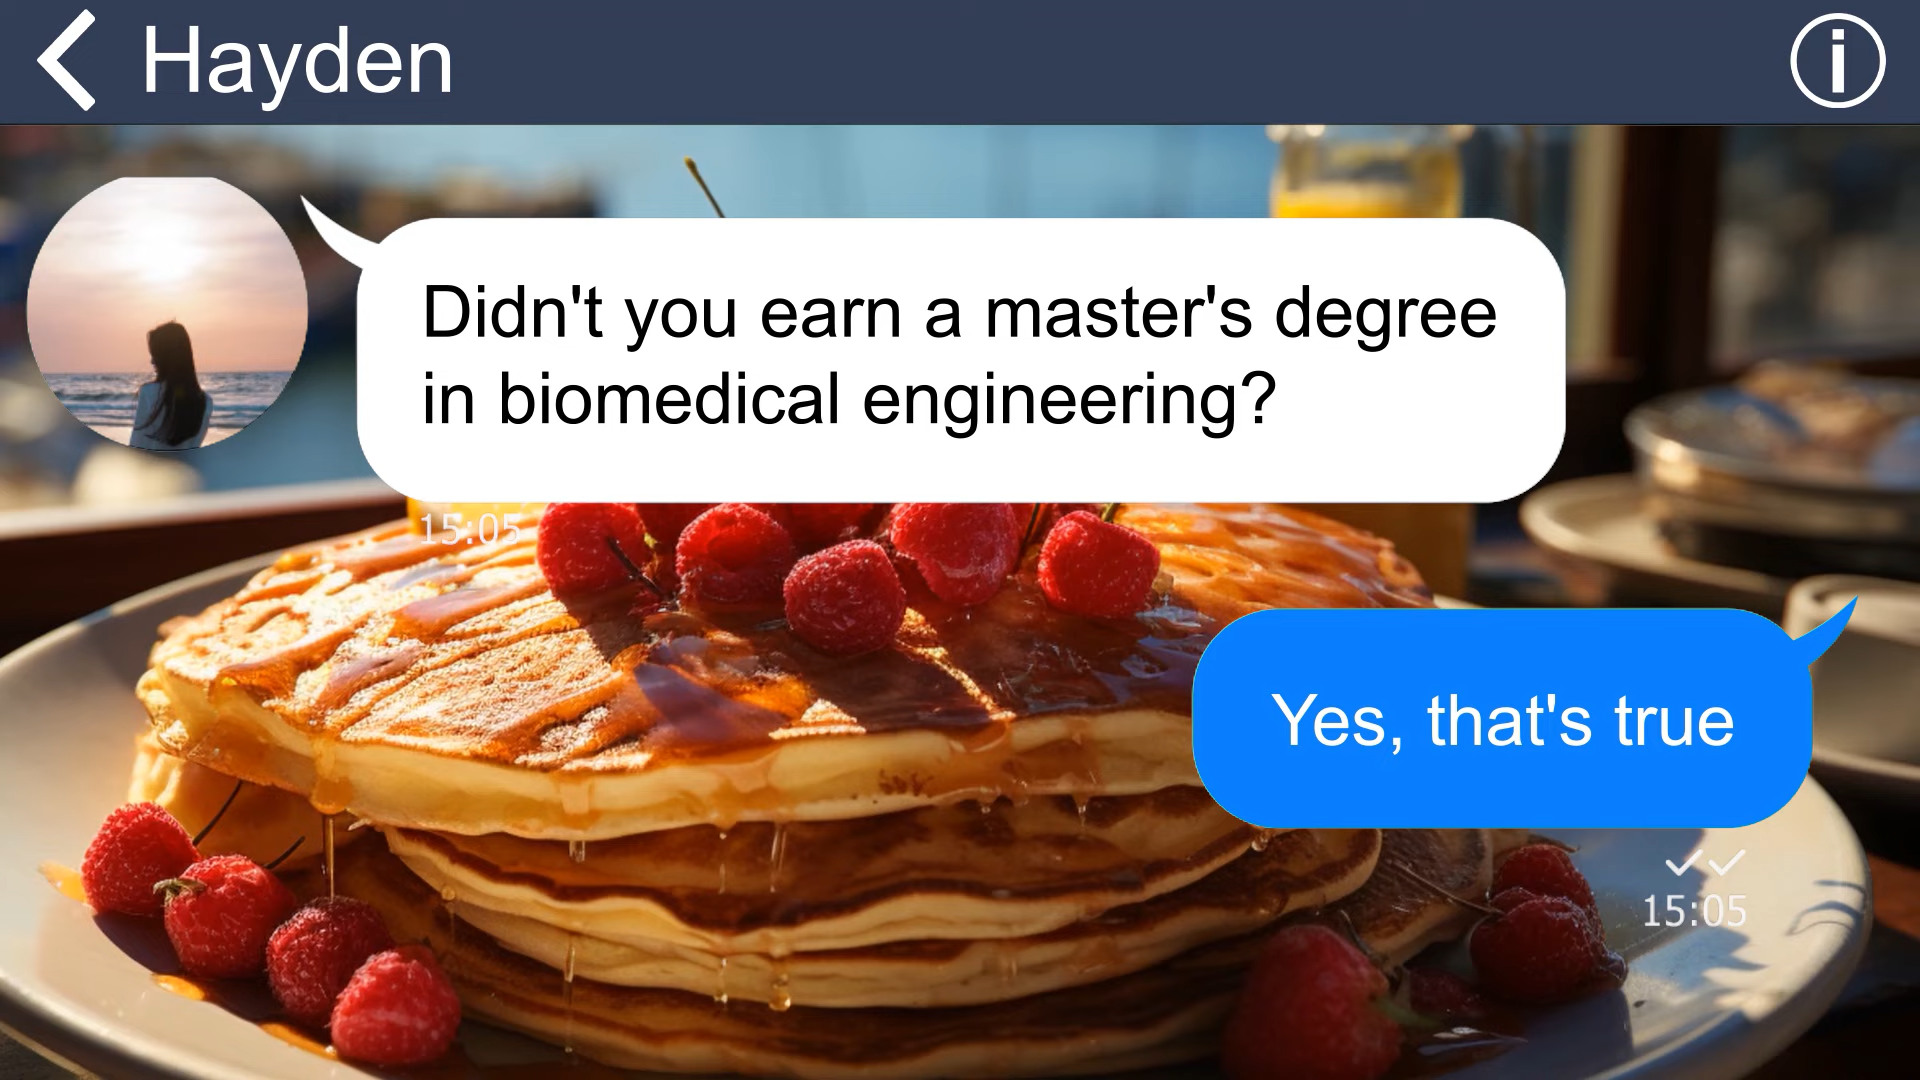 Hayden
Didn't you earn a master's degree
in biomedical engineering?
15:05
Yes, that's true
15:05